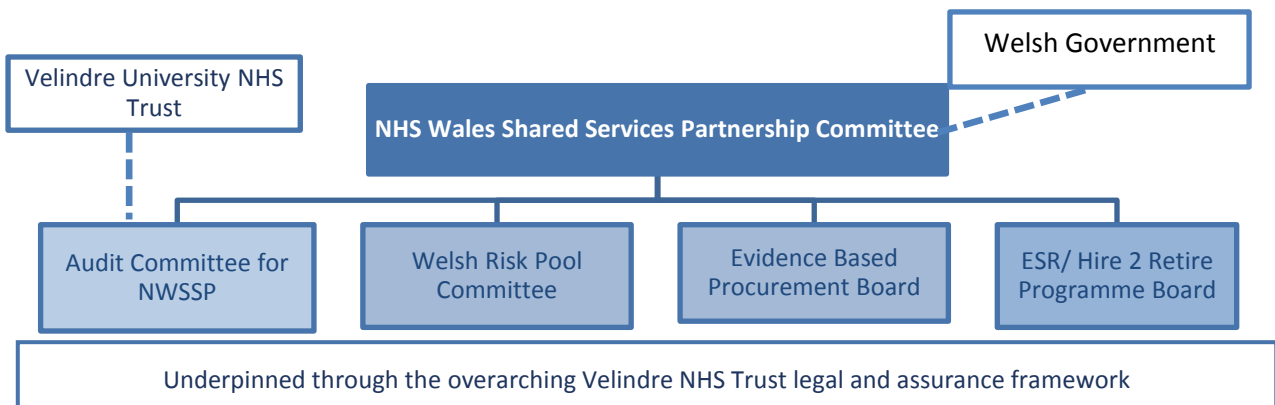 Welsh Government
Velindre University NHS
Trust
NHS Wales Shared Services Partnership Committee
Audit Committee for
NWSSP
Welsh Risk Pool
Committee
Evidence Based
Procurement Board
ESR/ Hire 2 Retire
Programme Board
Underpinned through the overarching Velindre NHS Trust legal and assurance framework